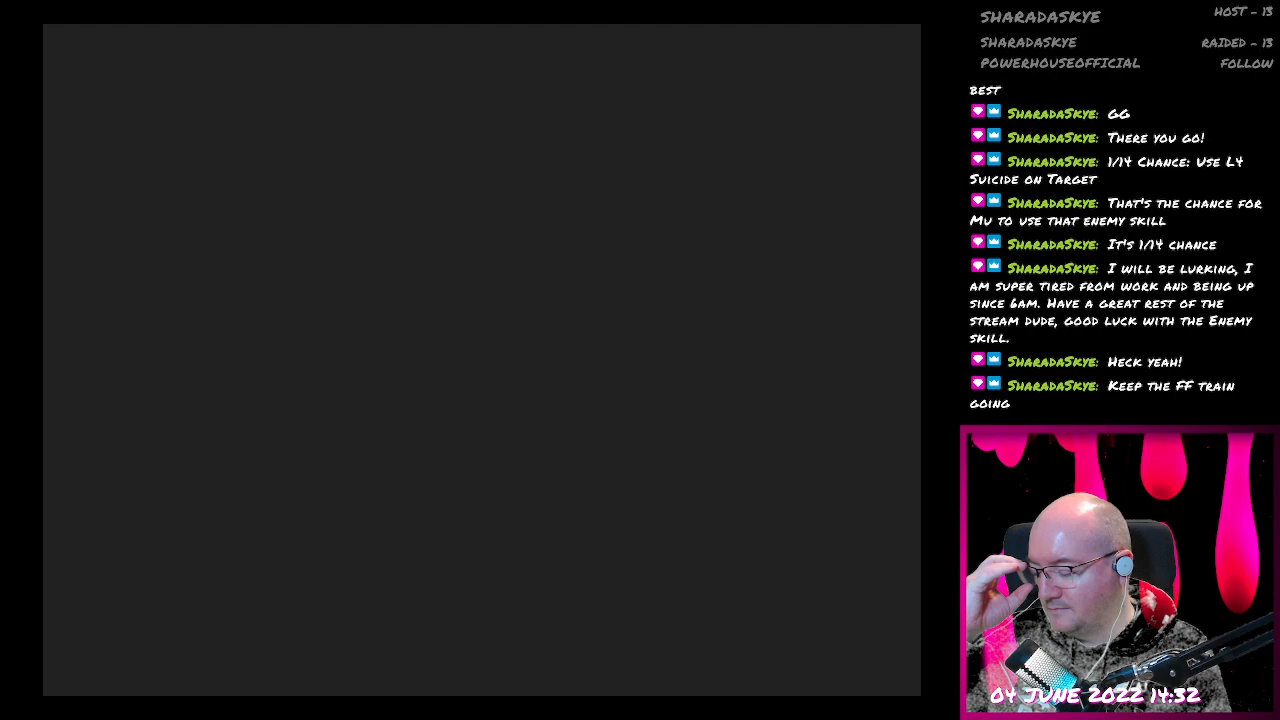 SHARADASKYE HOST - 13
SHARADASKYE RAIDED - 13
POWERHOUSEOFFICIAL FOLLOW
BEST
SHARADASKYE: GG
SHARADASKYE: THERE YOU GO!
SHARADASKYE: 1/14 CHANCE: USE L4
SUICIDE ON TARGET
SHARADASKYE: THAT'S THE CHANCE FOR
MU TO USE THAT ENEMY SKILL
SHARADASKYE: IT'S 1/14 CHANCE
SHARADASKYE: I WILL BE LURKING, I
AM SUPER TIRED FROM WORK AND BEING UP
SINCE 6AM. HAVE A GREAT REST OF THE
STREAM DUDE, GOOD LUCK WITH THE ENEMY
SKILL.
SHARADASKYE: HECK YEAH!
SHARADASKYE: KEEP THE FF TRAIN
GOING
04 JUNE 2022 14:32